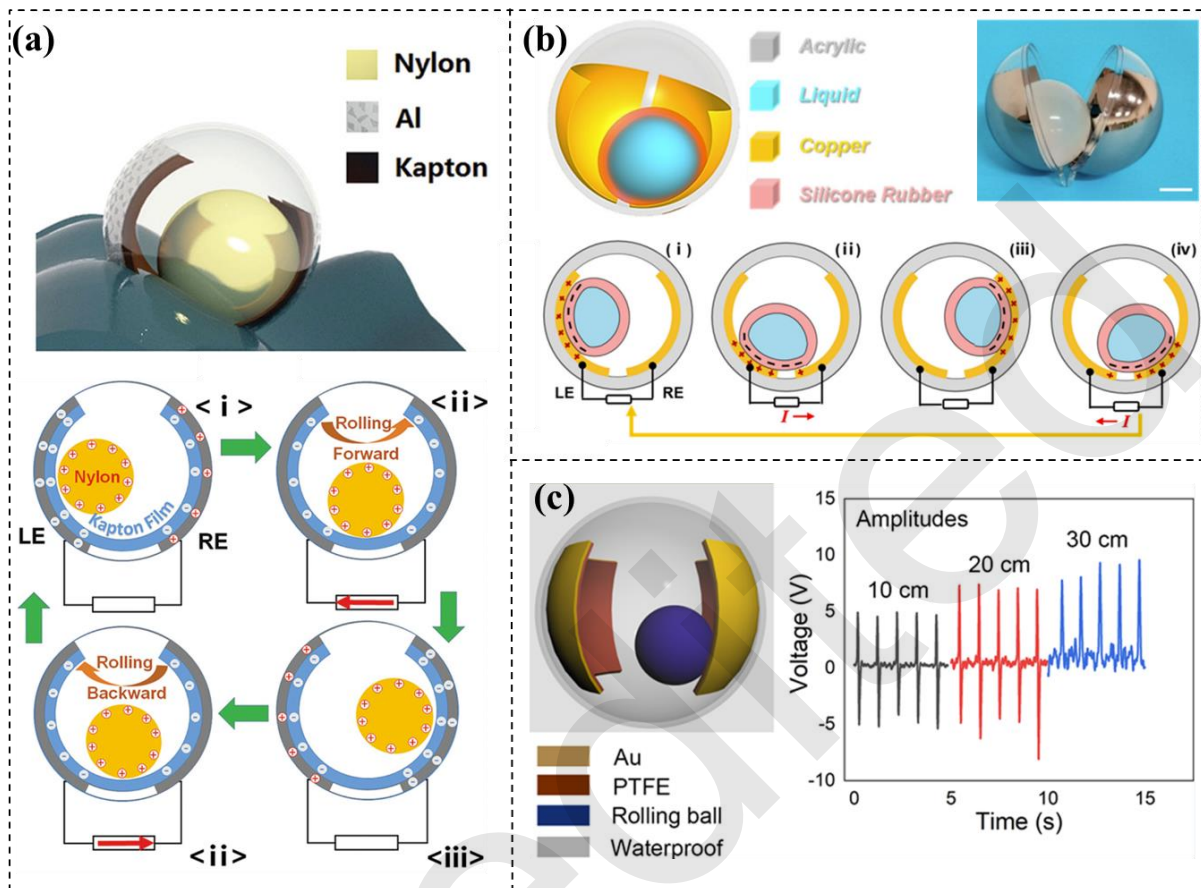 (a)
Nylon
Al
Kapton
< i >
Nylon
Kapton Film
LE
RE
<ii>
Rolling
Forward
Rolling
Backward
<ii>
<iii>
(b)
Acrylic
Liquid
Copper
Silicone Rubber
( i )
LE
RE
(ii)
I
(iii)
(iv)
I
(c)
Au
PTFE
Rolling ball
Waterproof
Amplitudes
10 cm
20 cm
30 cm
Voltage (V)
15
10
5
0
-5
-10
0
5
10
15
Time (s)